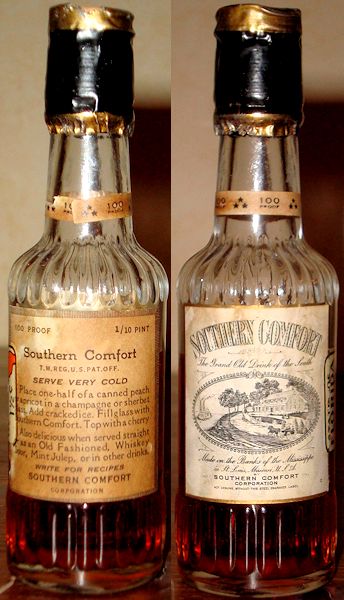 100 PROOF
100 PROOF 1/10 PINT
Southern Comfort
T.M.REG.U.S.PAT.OFF.
SERVE VERY COLD
Place one-half of a canned peach
apricot in a champagne or sherbet
Add cracked ice. Fill glass with
Southern Comfort. Top with a cherry
Also delicious when served straight
as an Old Fashioned, Whiskey
Mint Julep, or in other drinks.
WRITE FOR RECIPES
SOUTHERN COMFORT
CORPORATION
100 PROOF
SOUTHERN COMFORT
The Grand Old Drink of the South
Made on the Banks of the Mississippi
in St. Louis, Missouri, U.S.A.
SOUTHERN COMFORT
CORPORATION